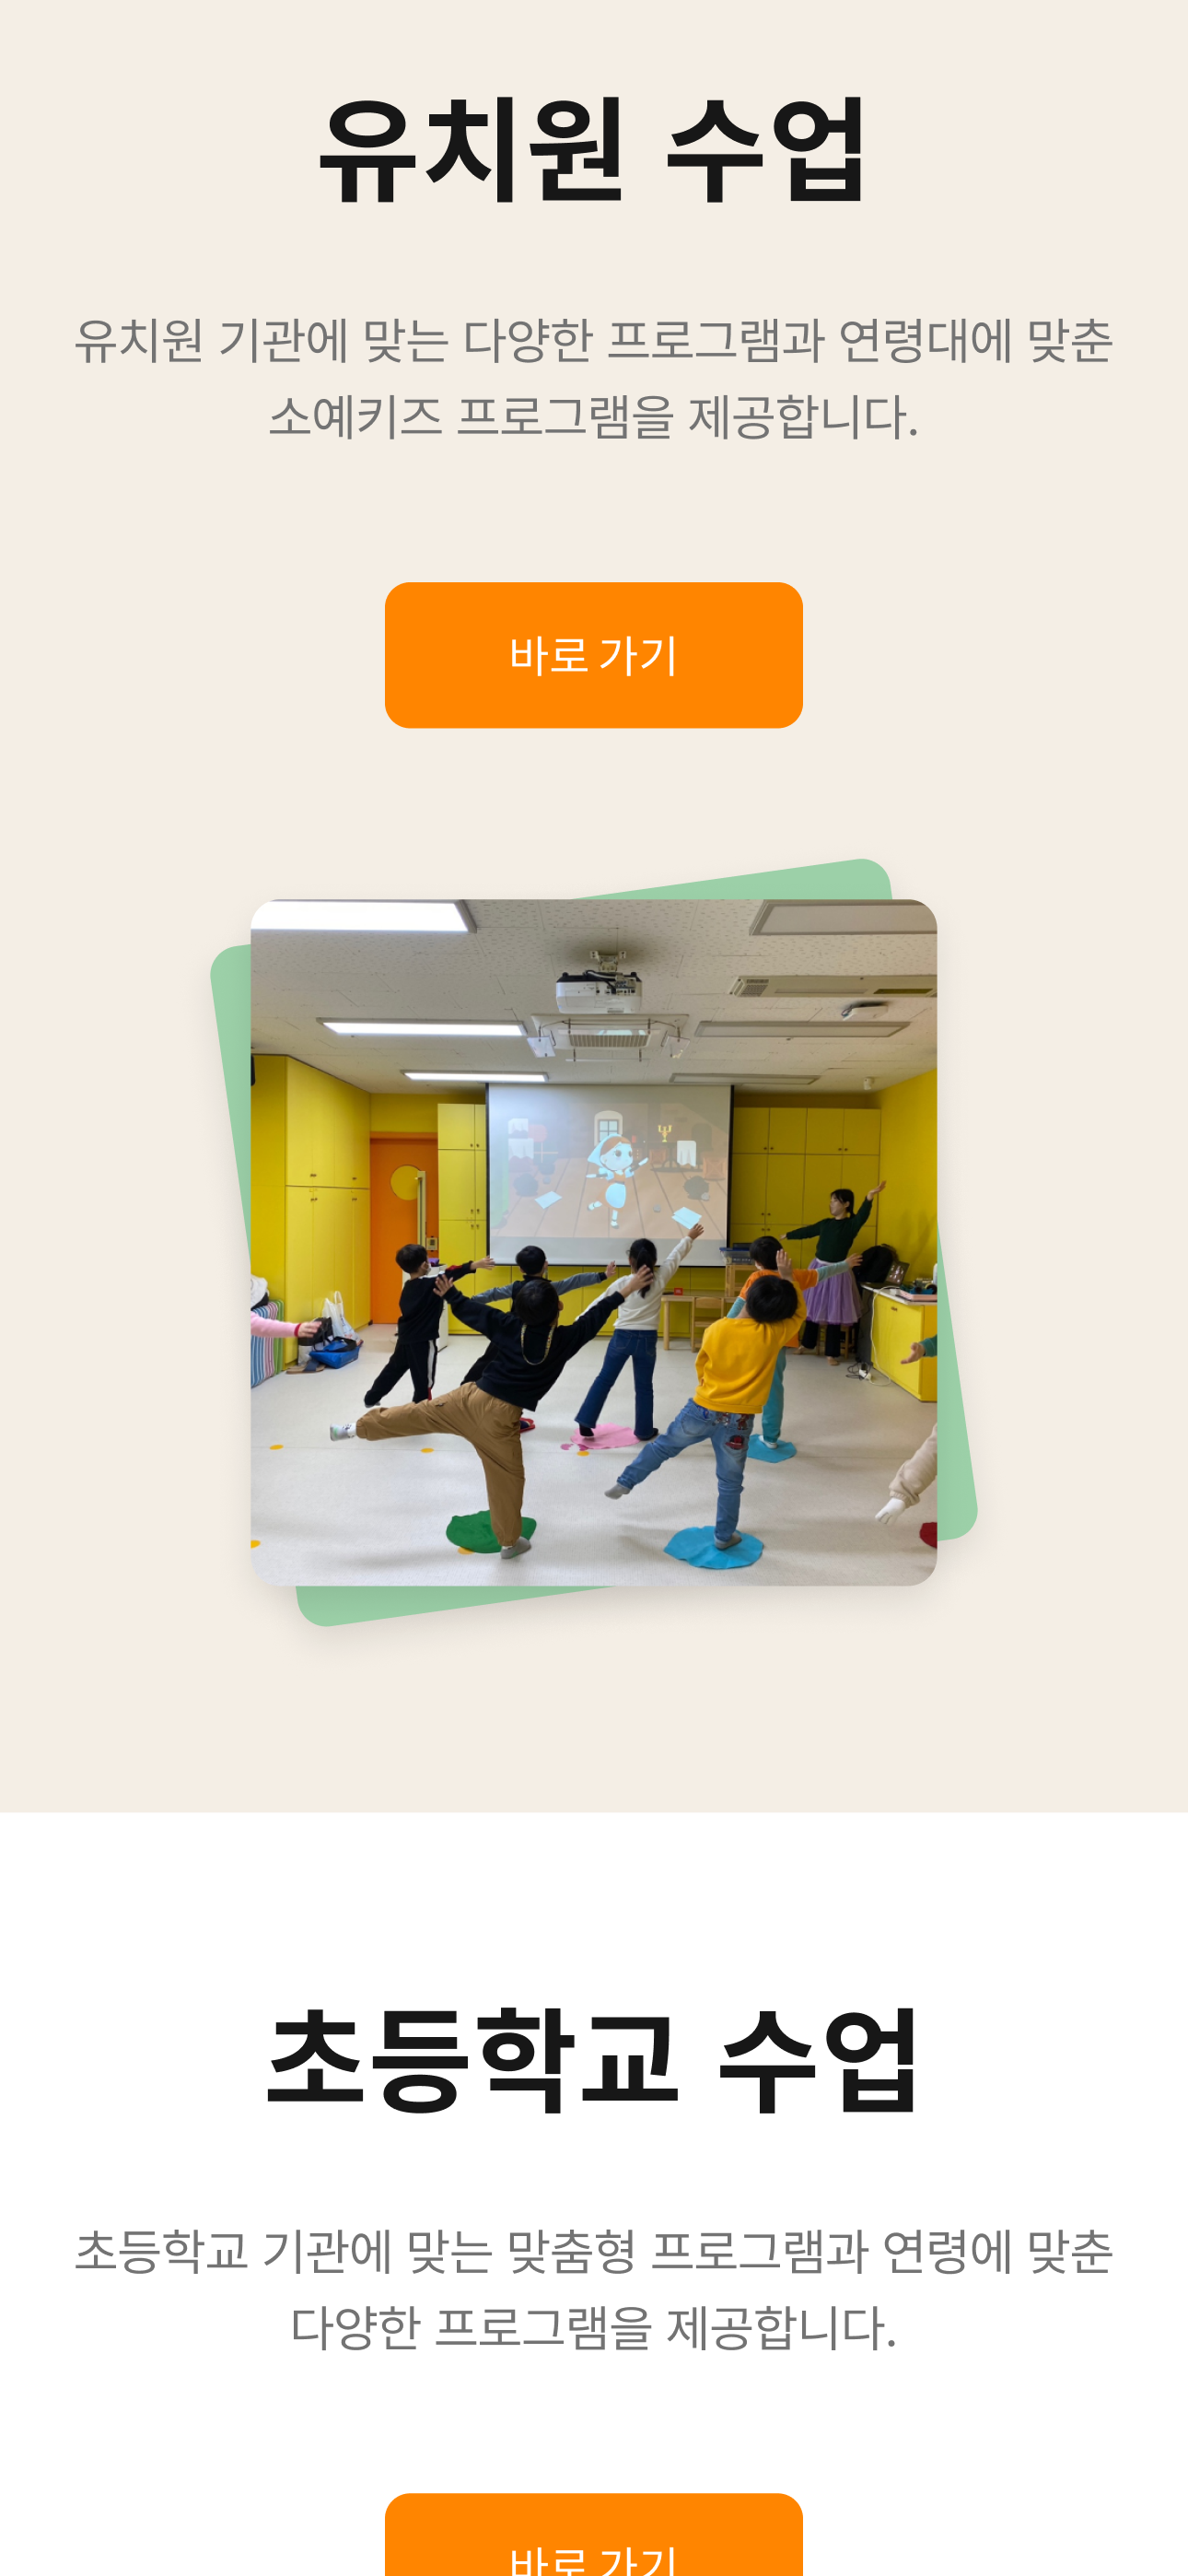 유치원 수업
유치원 기관에 맞는 다양한 프로그램과 연령대에 맞춘
소예키즈 프로그램을 제공합니다.
바로 가기
초등학교 수업
초등학교 기관에 맞는 맞춤형 프로그램과 연령에 맞춘
다양한 프로그램을 제공합니다.
바로 가기